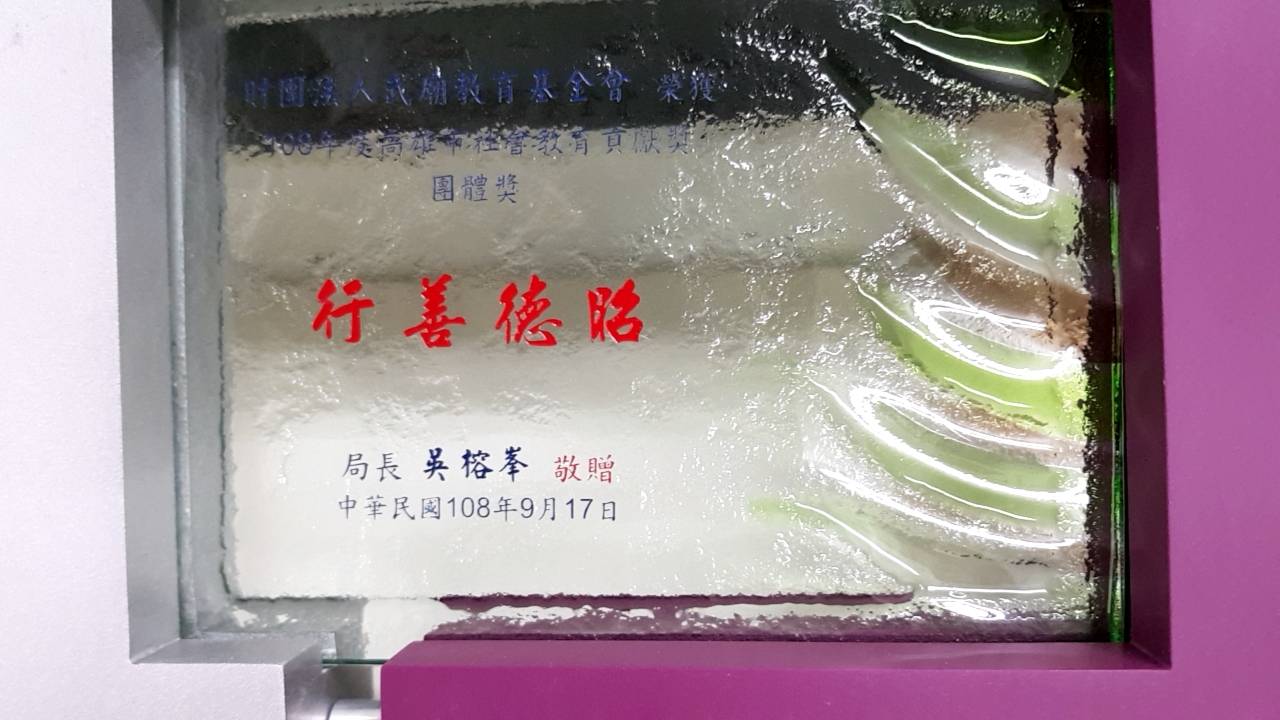 財團法人武廟教育基金會 榮獲
108年度高雄市社會教育貢獻獎
團體獎
行善德昭
局長 吳榕峯 敬贈
中華民國108年9月17日